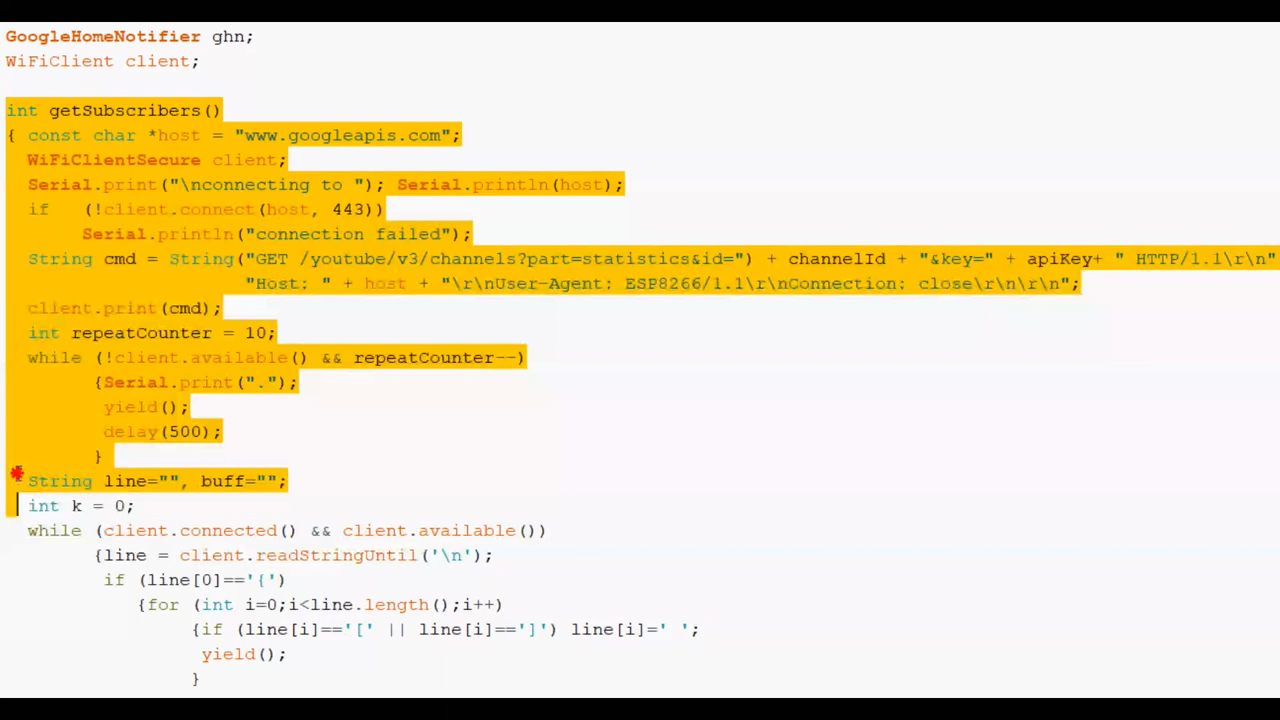 GoogleHomeNotifier ghn;
WiFiClient client;
int getSubscribers()
{ const char *host = "www.googleapis.com";
WiFiClientSecure client;
Serial.print("\nconnecting to "); Serial.println(host);
if (!client.connect(host, 443))
Serial.println("connection failed");
String cmd = String("GET /youtube/v3/channels?part=statistics&id=") + channelId + "&key=" + apiKey+ " HTTP/1.1\r\n"
"Host: " + host + "\r\nUser-Agent: ESP8266/1.1\r\nConnection: close\r\n\r\n";
client.print(cmd);
int repeatCounter = 10;
while (!client.available() && repeatCounter--)
{Serial.print(".");
yield();
delay(500);
}
String line="", buff="";
int k = 0;
while (client.connected() && client.available())
{line = client.readStringUntil('\n');
if (line[0]=='{')
{for (int i=0;i<line.length();i++)
{if (line[i]=='[' || line[i]==']') line[i]=' ';
yield();
}